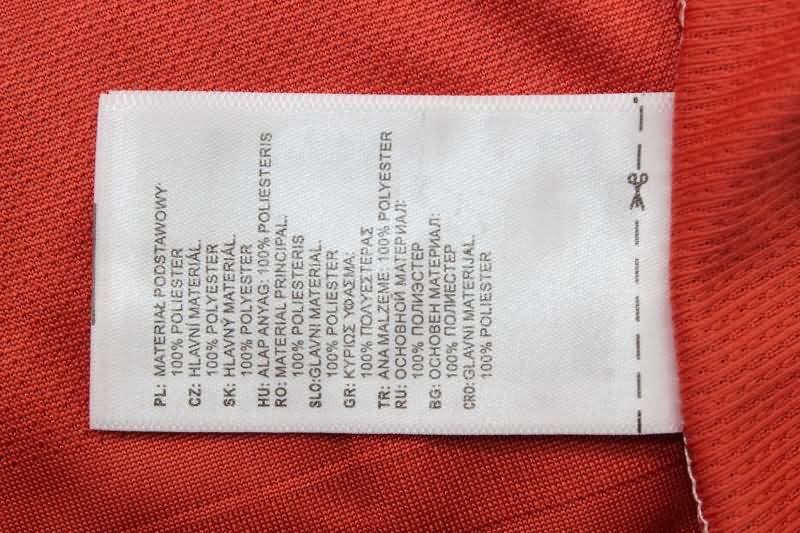 PL: MATERIAŁ PODSTAWOWY
100% POLIESTER
CZ: HLAVNÍ MATERIÁL.
100% POLYESTER
SK: HLAVNÝ MATERIÁL.
100% POLYESTER
HU: ALAP ANYAG: 100% POLIESTERIS
RO: MATERIAL PRINCIPAL.
100% POLIESTERIS
SLO:GLAVNI MATERIAL.
100% POLIESTER
GR: ΚΥΡΙΩΣ ΥΦΑΣΜΑ:
100% ΠΟΛΥΕΣΤΕΡΑΣ
TR: ANA MALZEME: 100% POLYESTER
RU: ОСНОВНОЙ МАТЕРИАЛ:
100% ПОЛИЭСТЕР
BG: ОСНОВЕН МАТЕРИАЛ:
100% ПОЛИЕСТЕР
CRO:GLAVNI MATERIJAL.
100% POLIESTER